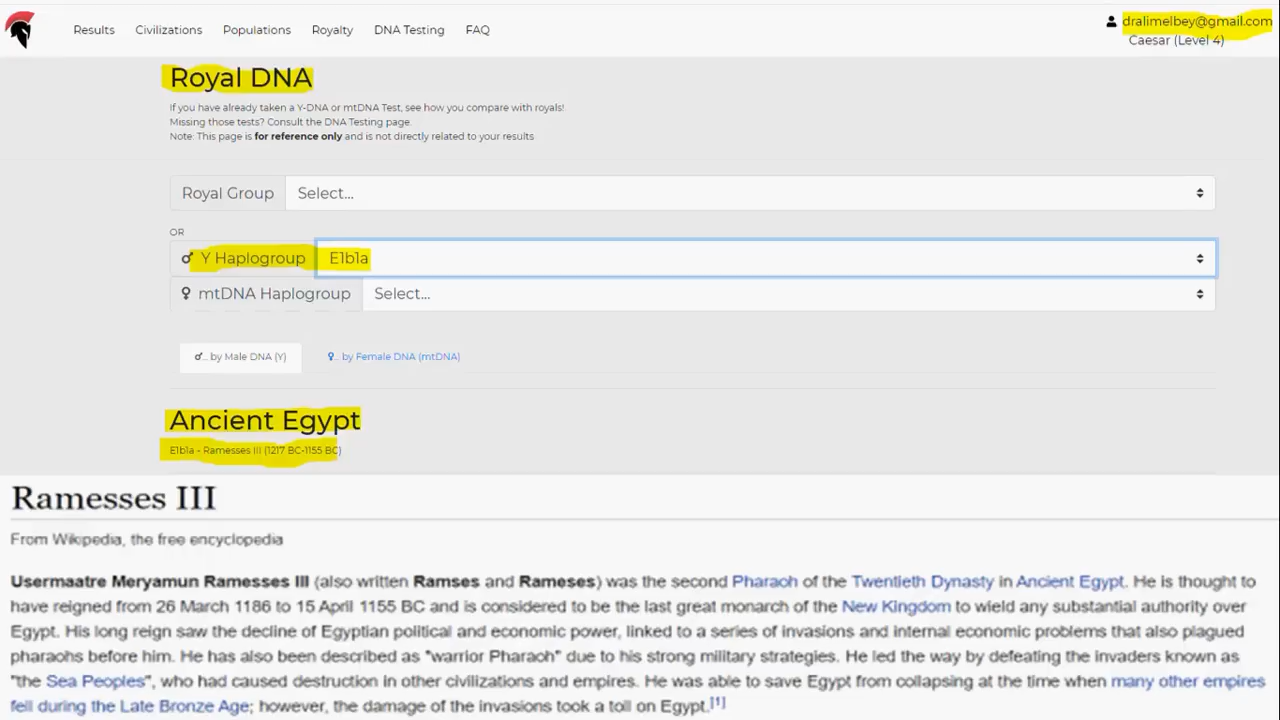 Results Civilizations Populations Royalty DNA Testing FAQ
dralimelbey@gmail.com
Caesar (Level 4)
Royal DNA
If you have already taken a Y-DNA or mtDNA Test, see how you compare with royals!
Missing those tests? Consult the DNA Testing page.
Note: This page is for reference only and is not directly related to your results
Royal Group Select...
OR
Y Haplogroup E1b1a
mtDNA Haplogroup Select...
... by Male DNA (Y) ... by Female DNA (mtDNA)
Ancient Egypt
E1b1a - Ramesses III (1217 BC-1155 BC)
Ramesses III
From Wikipedia, the free encyclopedia
Usermaatre Meryamun Ramesses III (also written Ramses and Rameses) was the second Pharaoh of the Twentieth Dynasty in Ancient Egypt. He is thought to
have reigned from 26 March 1186 to 15 April 1155 BC and is considered to be the last great monarch of the New Kingdom to wield any substantial authority over
Egypt. His long reign saw the decline of Egyptian political and economic power, linked to a series of invasions and internal economic problems that also plagued
pharaohs before him. He has also been described as "warrior Pharaoh" due to his strong military strategies. He led the way by defeating the invaders known as
"the Sea Peoples", who had caused destruction in other civilizations and empires. He was able to save Egypt from collapsing at the time when many other empires
fell during the Late Bronze Age; however, the damage of the invasions took a toll on Egypt.[1]